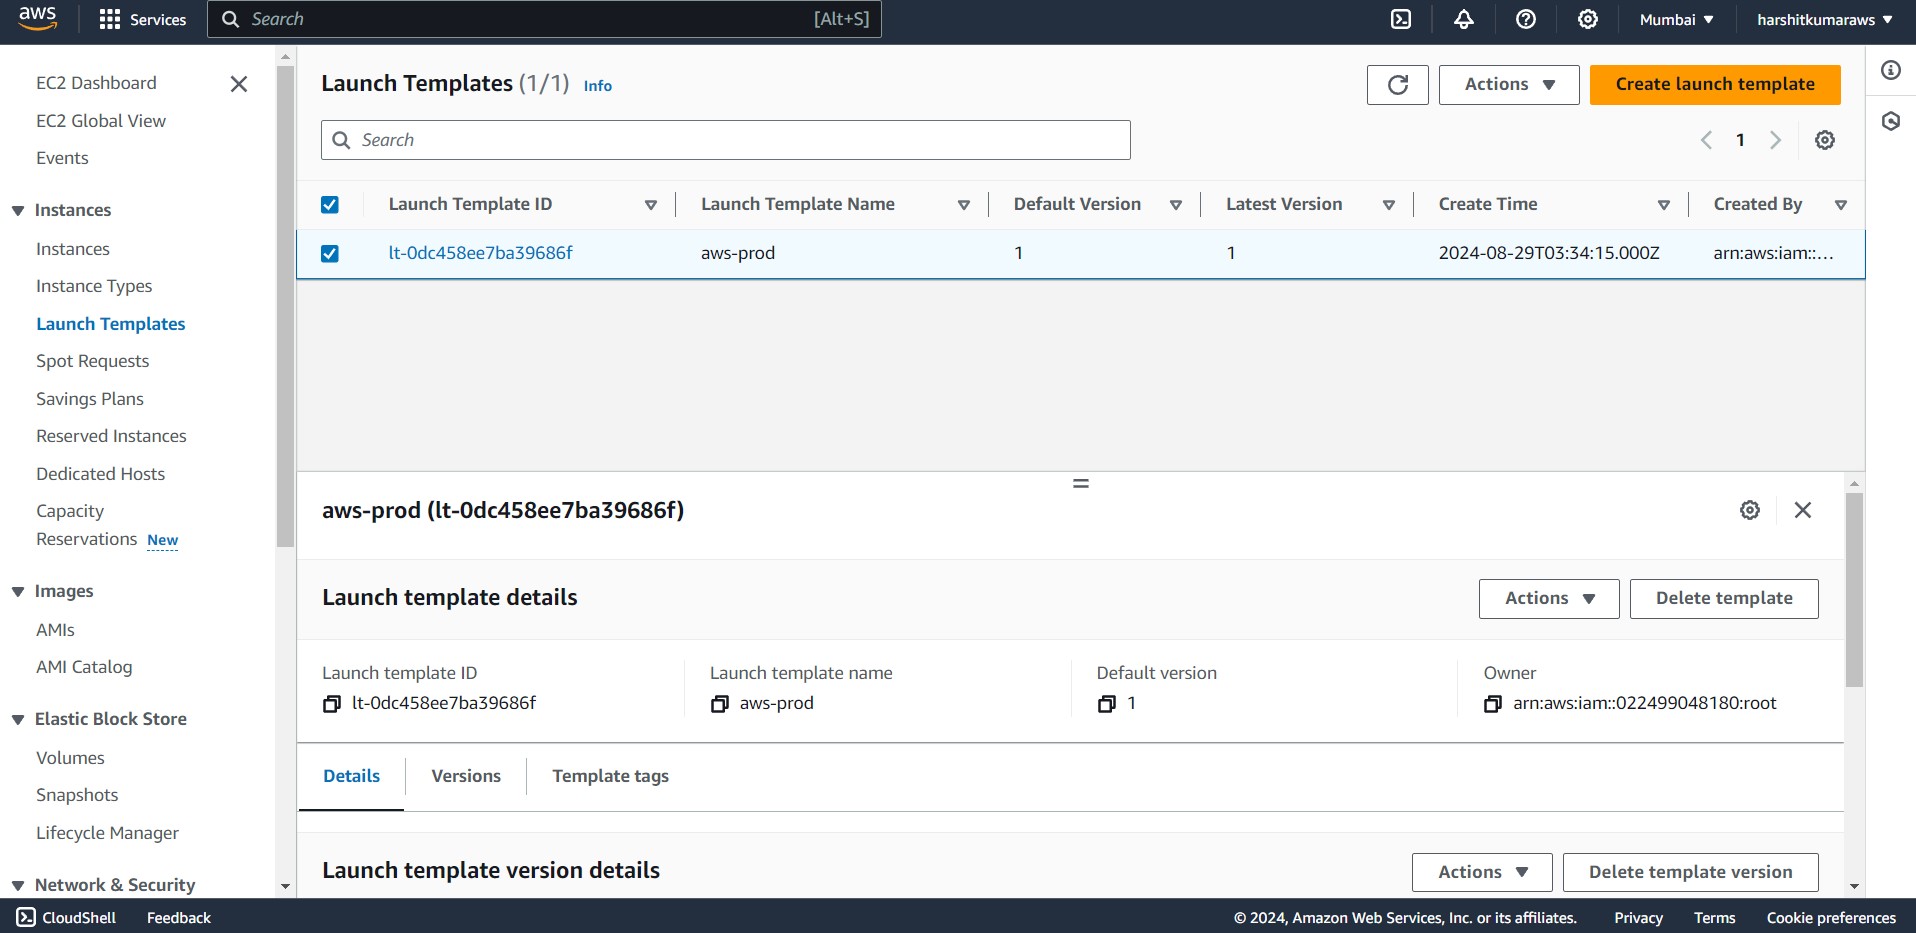 aws Services Search [Alt+S] Mumbai harshitkumaraws
EC2 Dashboard
EC2 Global View
Events
Instances
Instances
Instance Types
Launch Templates
Spot Requests
Savings Plans
Reserved Instances
Dedicated Hosts
Capacity
Reservations New
Images
AMIs
AMI Catalog
Elastic Block Store
Volumes
Snapshots
Lifecycle Manager
Network & Security
Launch Templates (1/1) Info
Actions Create launch template
Search
1
Launch Template ID Launch Template Name Default Version Latest Version Create Time Created By
lt-0dc458ee7ba39686f aws-prod 1 1 2024-08-29T03:34:15.000Z arn:aws:iam::...
aws-prod (lt-0dc458ee7ba39686f)
Launch template details Actions Delete template
Launch template ID Launch template name Default version Owner
lt-0dc458ee7ba39686f aws-prod 1 arn:aws:iam::022499048180:root
Details Versions Template tags
Launch template version details Actions Delete template version
CloudShell Feedback © 2024, Amazon Web Services, Inc. or its affiliates. Privacy Terms Cookie preferences